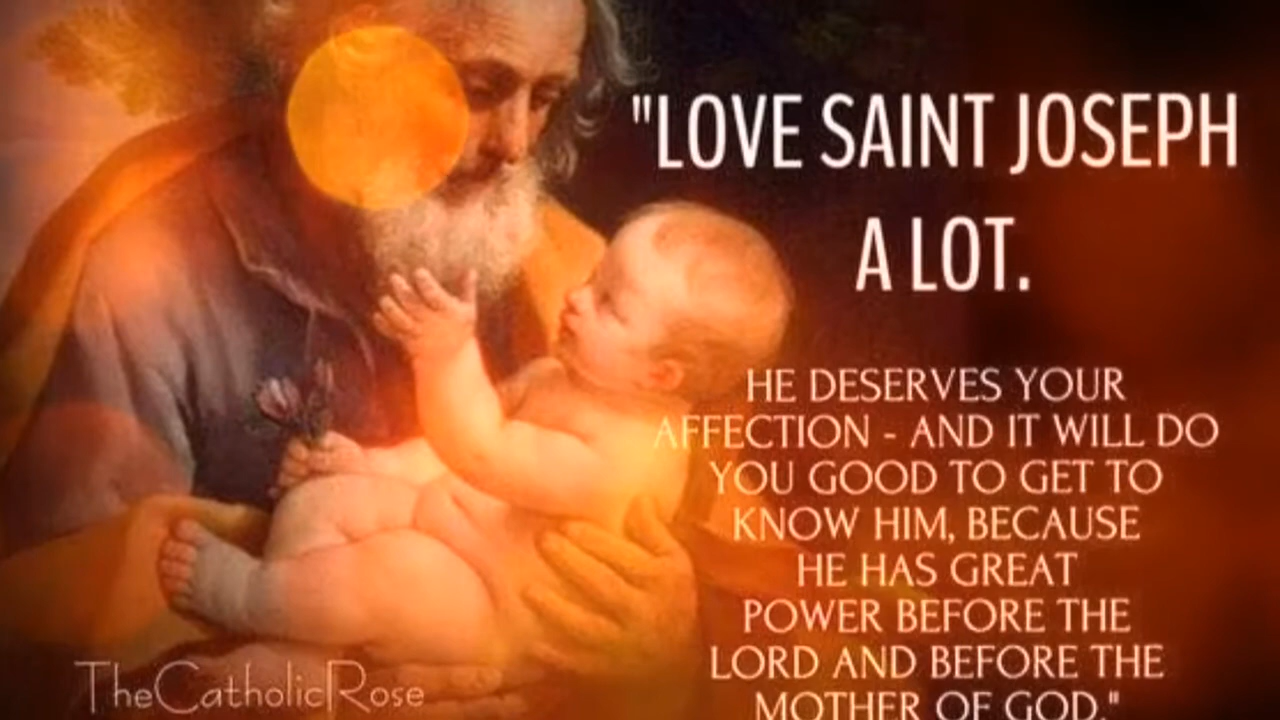 "LOVE SAINT JOSEPH
A LOT.
HE DESERVES YOUR
AFFECTION - AND IT WILL DO
YOU GOOD TO GET TO
KNOW HIM, BECAUSE
HE HAS GREAT
POWER BEFORE THE
LORD AND BEFORE THE
MOTHER OF GOD."
TheCatholicRose